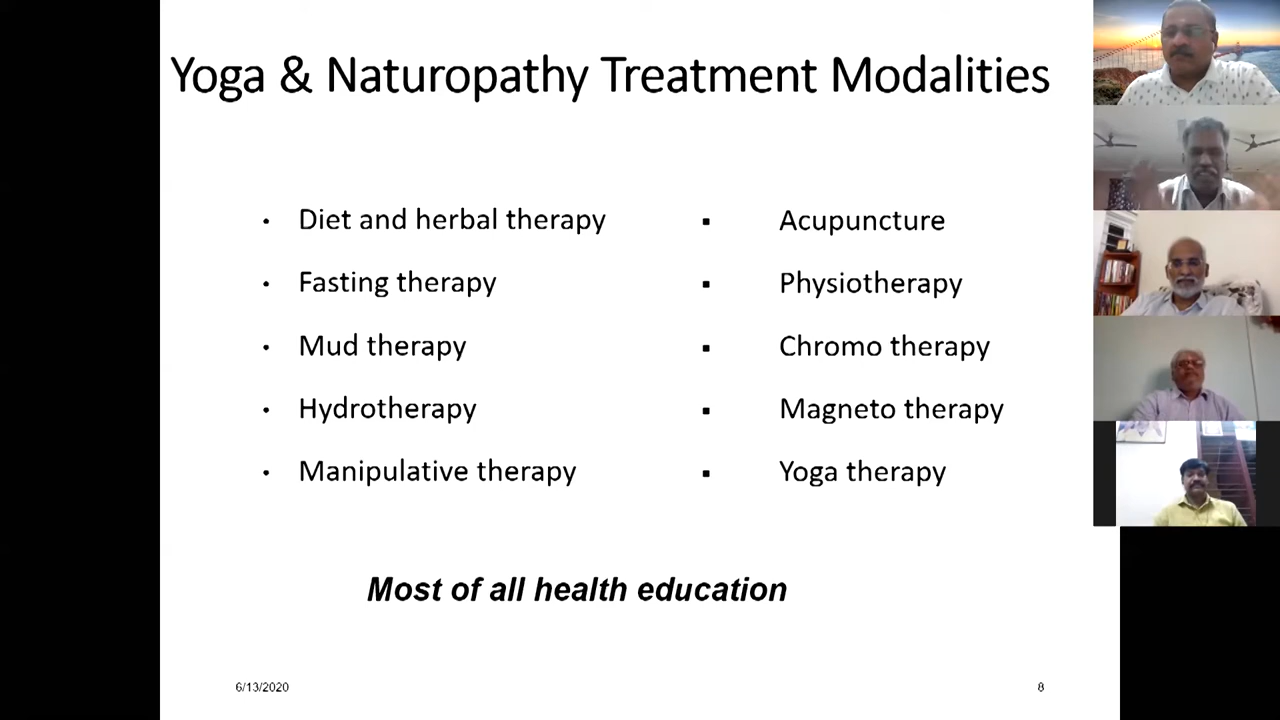 Yoga & Naturopathy Treatment Modalities
• Diet and herbal therapy
• Fasting therapy
• Mud therapy
• Hydrotherapy
• Manipulative therapy
▪ Acupuncture
▪ Physiotherapy
▪ Chromo therapy
▪ Magneto therapy
▪ Yoga therapy
Most of all health education
6/13/2020
8